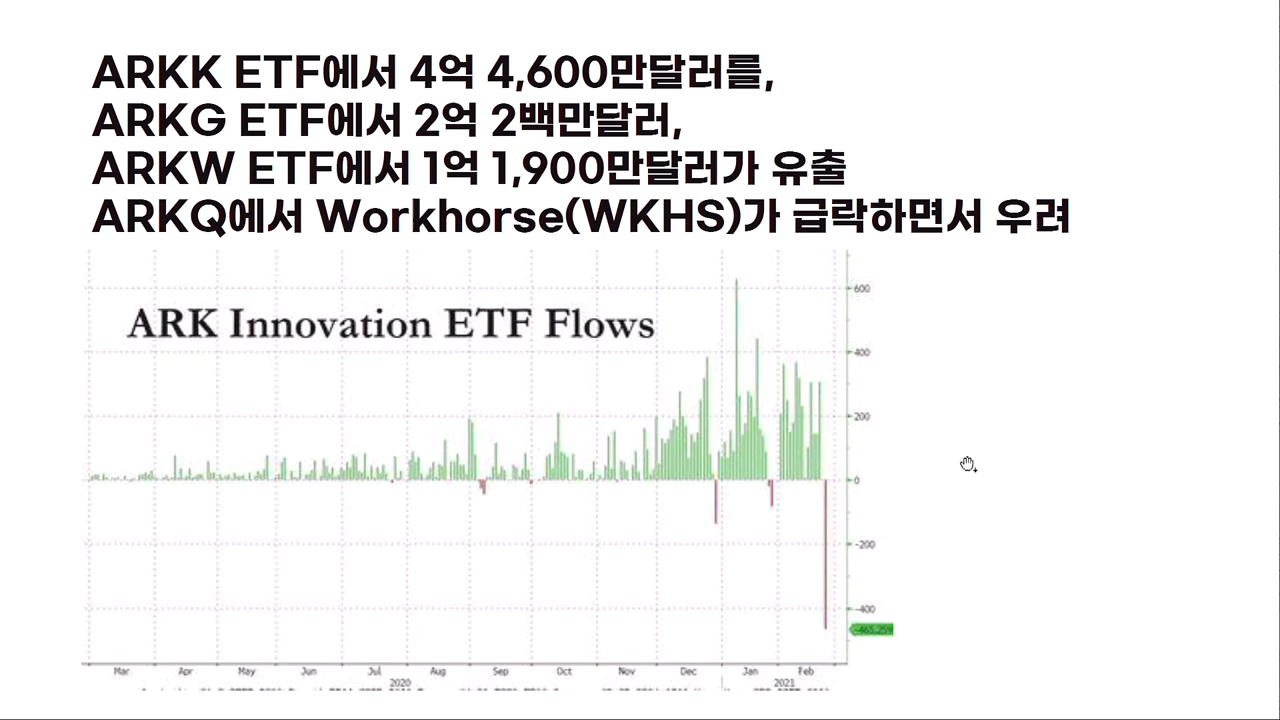 ARKK ETF에서 4억 4,600만달러를,
ARKG ETF에서 2억 2백만달러,
ARKW ETF에서 1억 1,900만달러가 유출
ARKQ에서 Workhorse(WKHS)가 급락하면서 우려
ARK Innovation ETF Flows
600
400
200
0
-200
-400
-465.259
Mar Apr May Jun Jul Aug Sep Oct Nov Dec Jan Feb
2020 2021